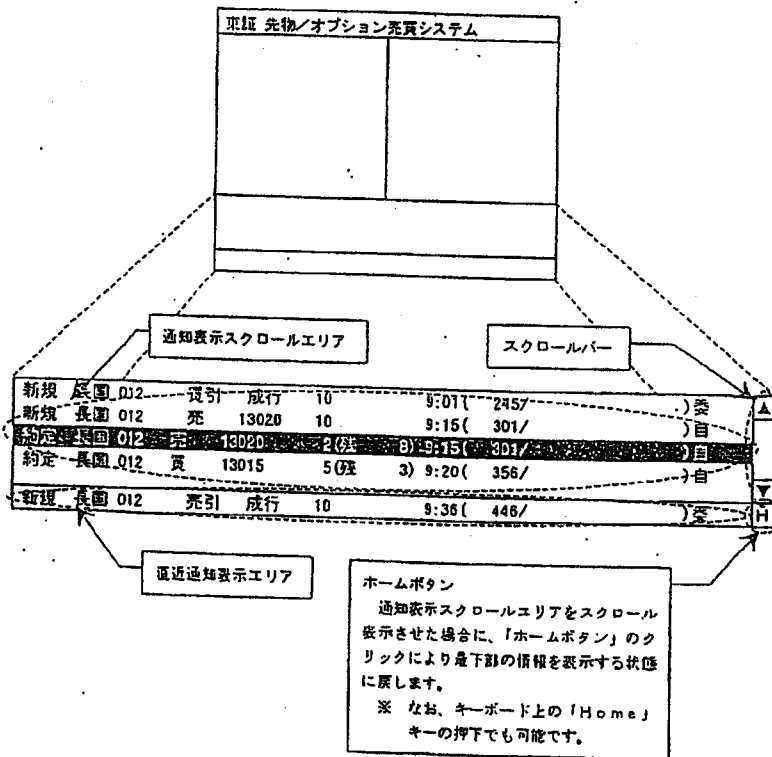 東証 先物／オプション売買システム
通知表示スクロールエリア
スクロールバー
新規 長国 012 売引 成行 10 9:01( 245/ )委 ▲
新規 長国 012 売 13020 10 9:15( 301/ )自
約定 長国 012 売 13020 2(残 8) 9:15( 301/ )自
約定 長国 012 買 13015 5(残 3) 9:20( 356/ )自
▼
新規 長国 012 売引 成行 10 9:36( 446/ )委 H
直近通知表示エリア
ホームボタン
通知表示スクロールエリアをスクロール
表示させた場合に、「ホームボタン」のク
リックにより最下部の情報を表示する状態
に戻します。
※ なお、キーボード上の「Home」
キーの押下でも可能です。